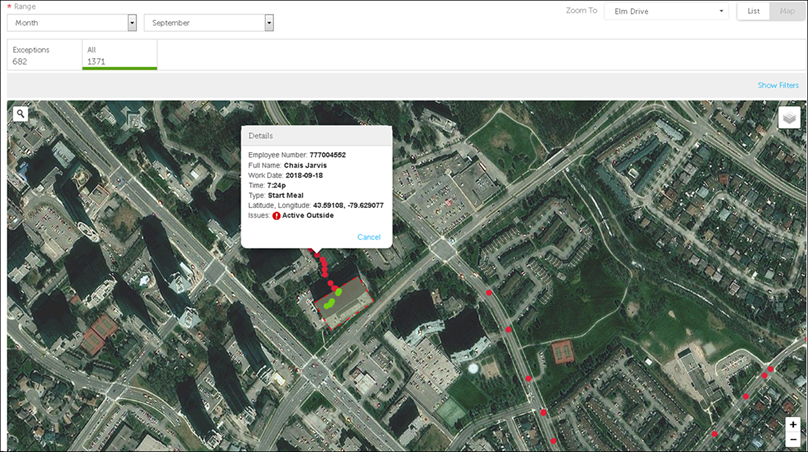 * Range
Month
September
Zoom To
Elm Drive
List
Map
Exceptions
682
All
1371
Show Filters
Details
Employee Number: 777004552
Full Name: Chais Jarvis
Work Date: 2018-09-18
Time: 7:24p
Type: Start Meal
Latitude, Longitude: 43.59108, -79.629077
Issues: ! Active Outside
Cancel
+
−